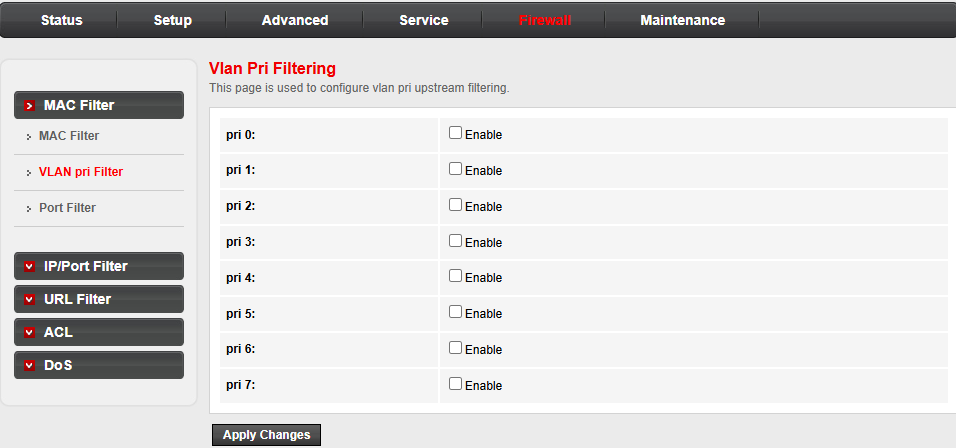 Status Setup Advanced Service Firewall Maintenance
MAC Filter
MAC Filter
VLAN pri Filter
Port Filter
IP/Port Filter
URL Filter
ACL
DoS
Vlan Pri Filtering
This page is used to configure vlan pri upstream filtering.
pri 0: Enable
pri 1: Enable
pri 2: Enable
pri 3: Enable
pri 4: Enable
pri 5: Enable
pri 6: Enable
pri 7: Enable
Apply Changes